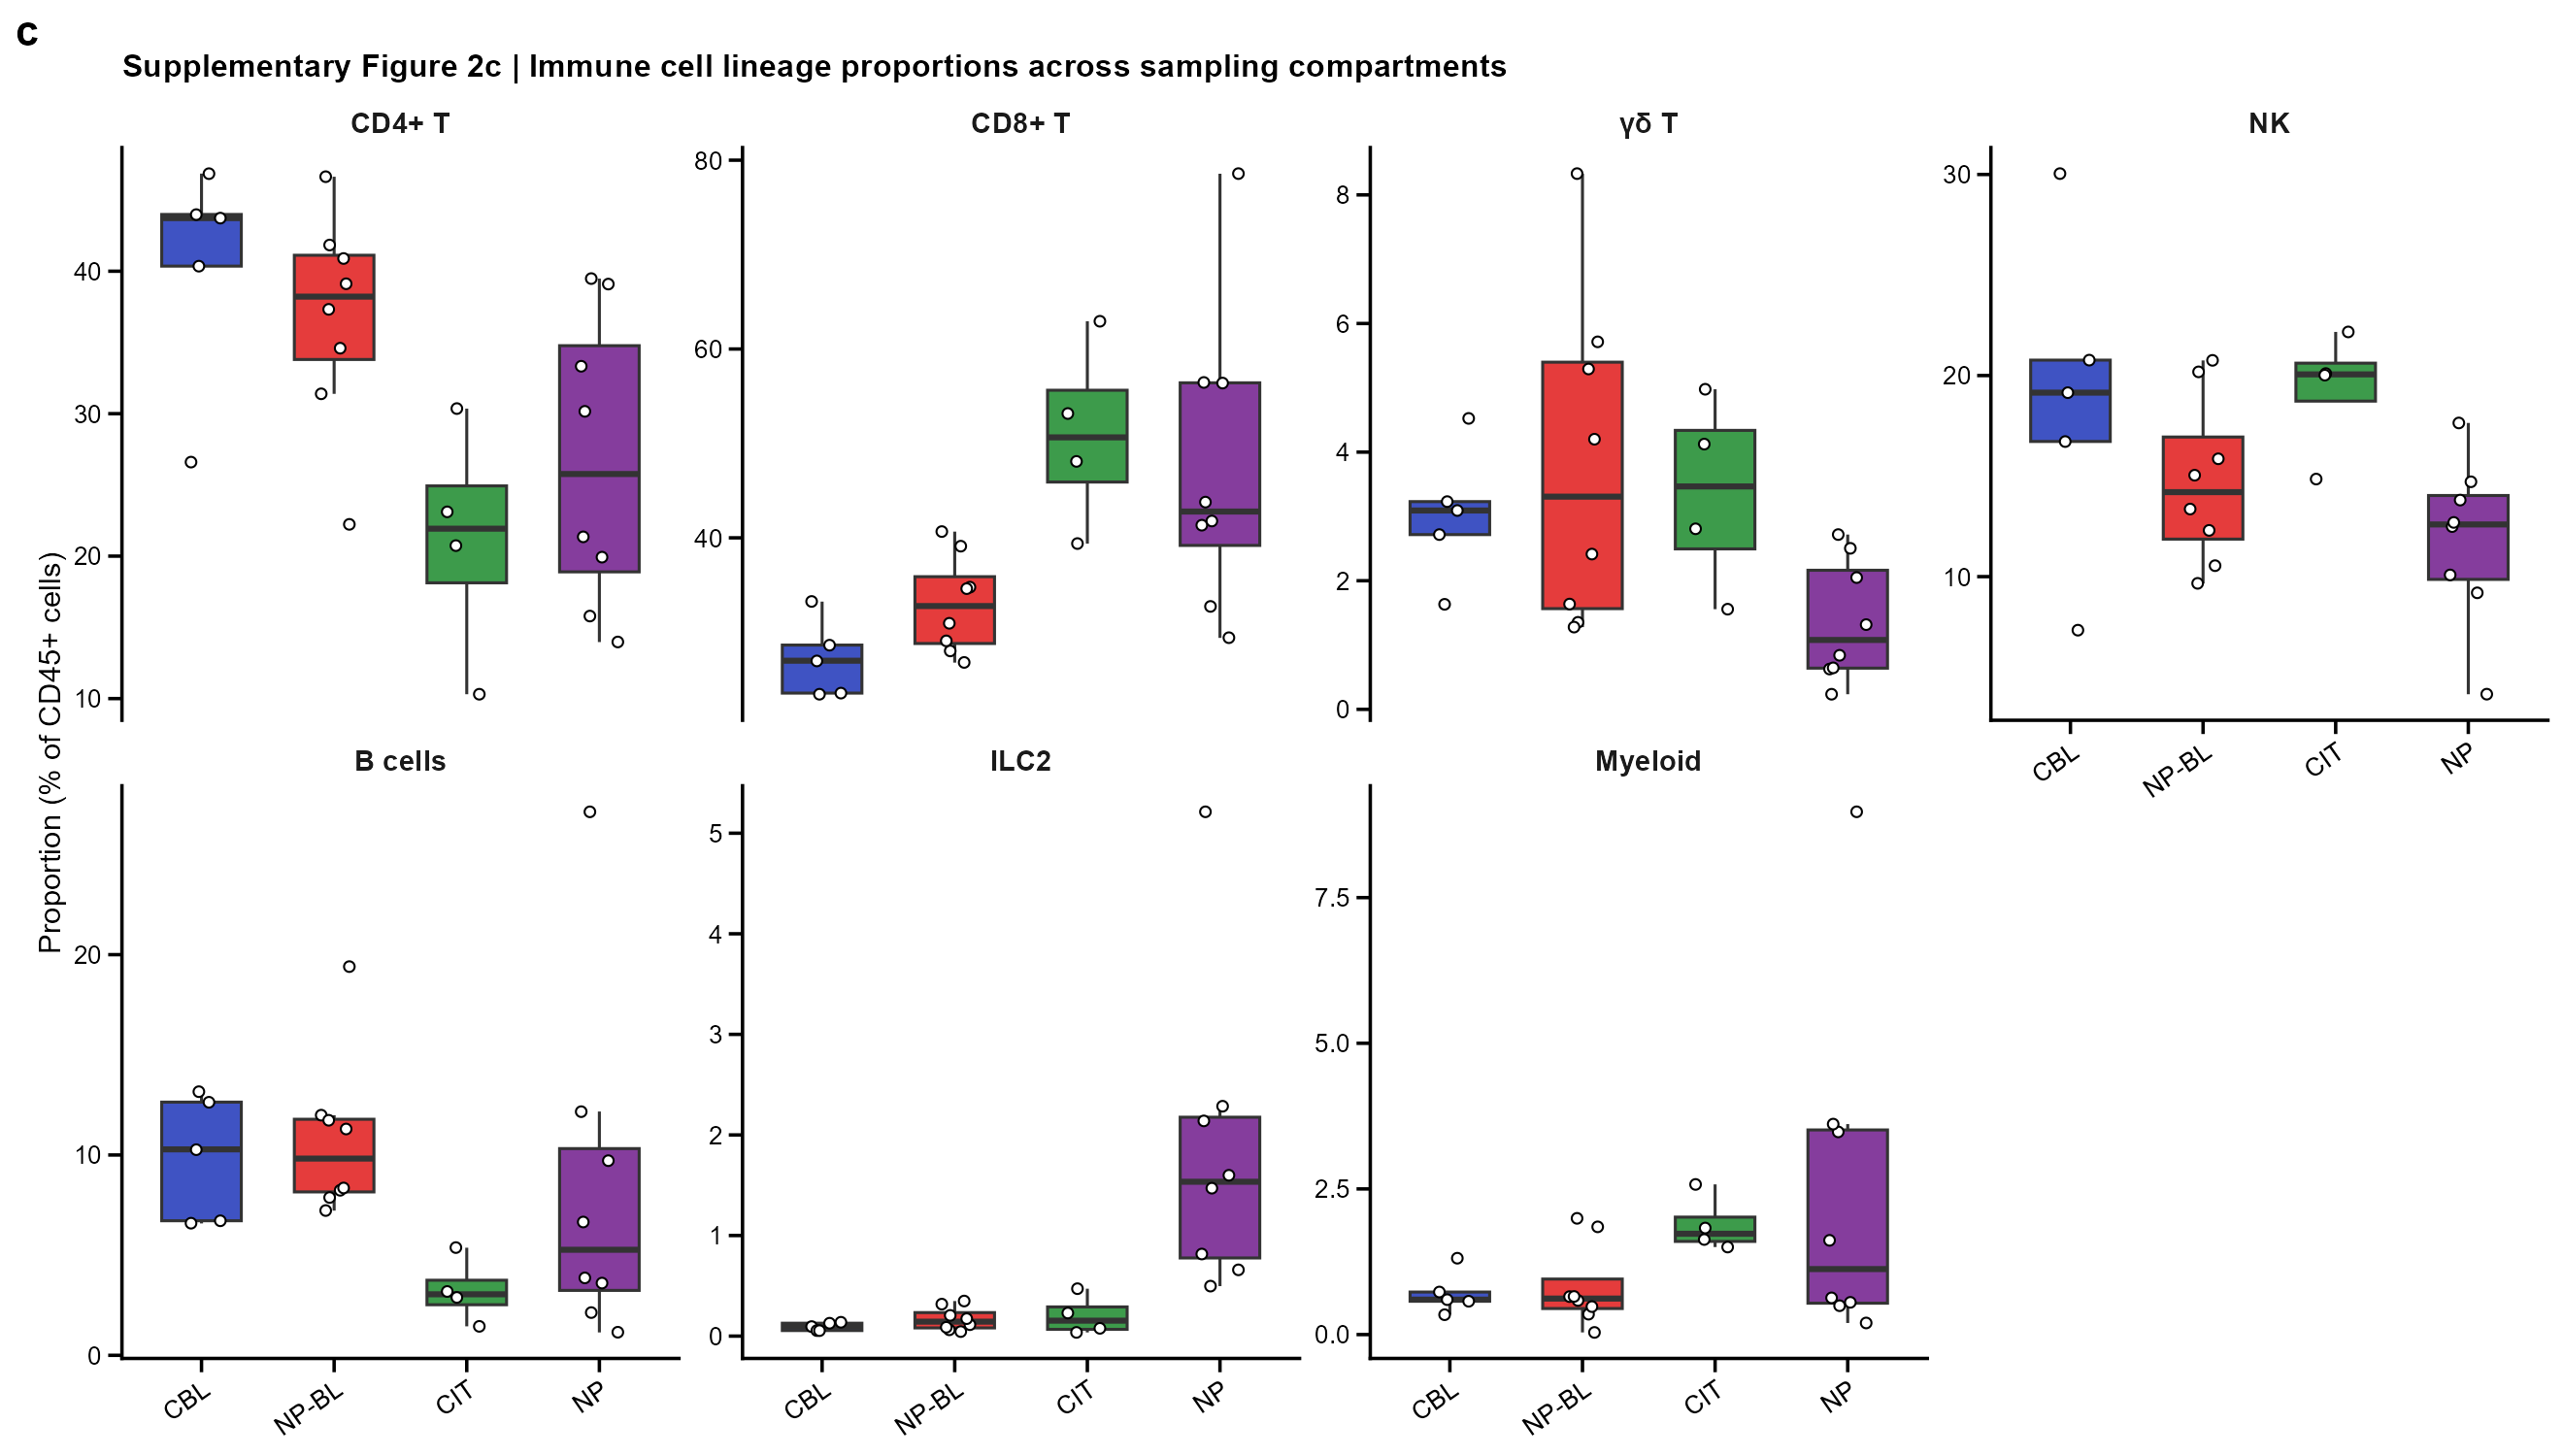 c
Supplementary Figure 2c | Immune cell lineage proportions across sampling compartments
Proportion (% of CD45+ cells)
CD4+ T
40
30
20
10
CD8+ T
80
60
40
γδ T
8
6
4
2
0
NK
30
20
10
CBL
NP-BL
CIT
NP
B cells
20
10
0
CBL
NP-BL
CIT
NP
ILC2
5
4
3
2
1
0
CBL
NP-BL
CIT
NP
Myeloid
7.5
5.0
2.5
0.0
CBL
NP-BL
CIT
NP